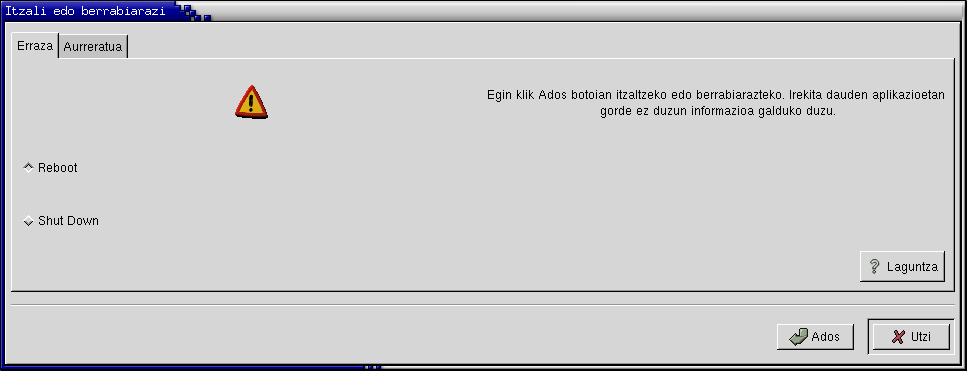 Itzali edo berrabiarazi
Erraza
Aurreratua
Egin klik Ados botoian itzaltzeko edo berrabiarazteko. Irekita dauden aplikazioetan
gorde ez duzun informazioa galduko duzu.
Reboot
Shut Down
? Laguntza
Ados
Utzi